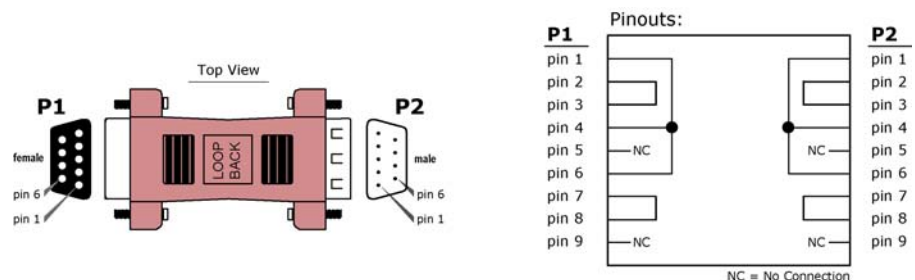 Top View
P1
P2
female
male
LOOP
BACK
pin 6
pin 1
pin 6
pin 1
Pinouts:
P1
P2
pin 1
pin 2
pin 3
pin 4
pin 5
pin 6
pin 7
pin 8
pin 9
NC
NC
NC
NC
pin 1
pin 2
pin 3
pin 4
pin 5
pin 6
pin 7
pin 8
pin 9
NC = No Connection